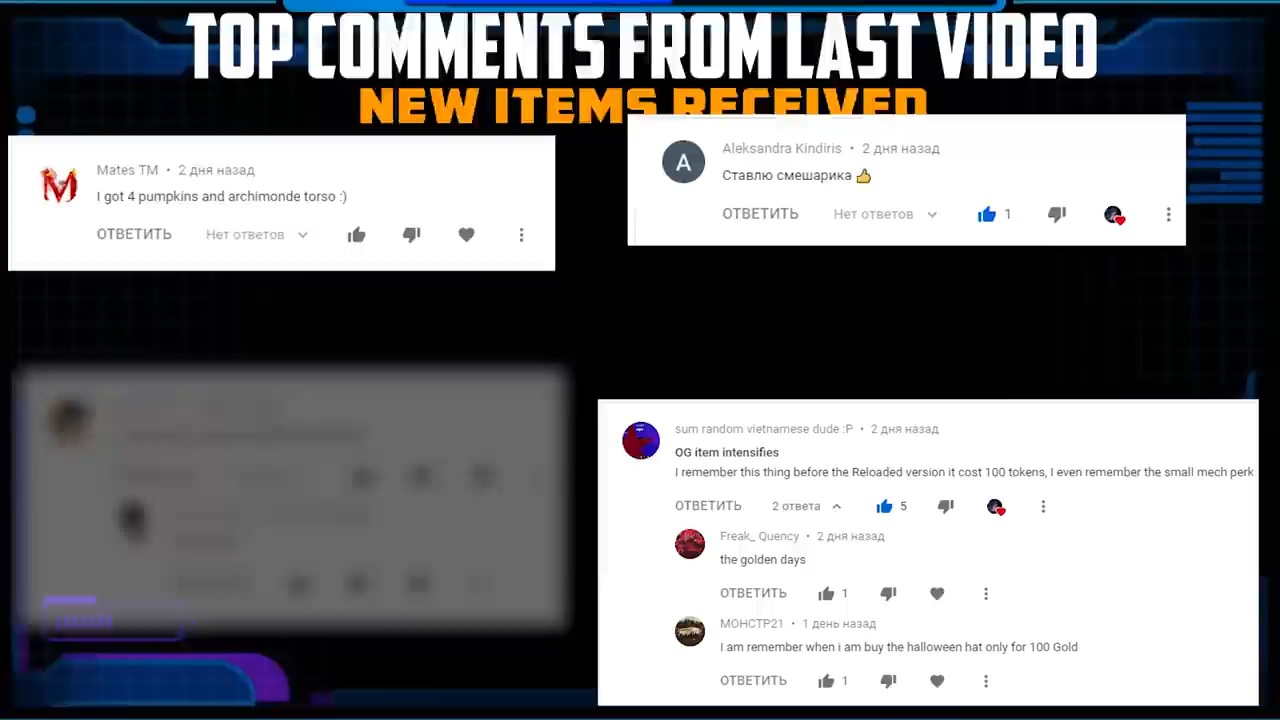 TOP COMMENTS FROM LAST VIDEO
NEW ITEMS RECEIVED
Mates TM • 2 дня назад
I got 4 pumpkins and archimonde torso :)
ОТВЕТИТЬ Нет ответов
A
Aleksandra Kindiris • 2 дня назад
Ставлю смешарика 👍
ОТВЕТИТЬ Нет ответов 1
sum random vietnamese dude :P • 2 дня назад
OG item intensifies
I remember this thing before the Reloaded version it cost 100 tokens, I even remember the small mech perk
ОТВЕТИТЬ 2 ответа 5
Freak_ Quency • 2 дня назад
the golden days
ОТВЕТИТЬ 1
МОНСТР21 • 1 день назад
I am remember when i am buy the halloween hat only for 100 Gold
ОТВЕТИТЬ 1